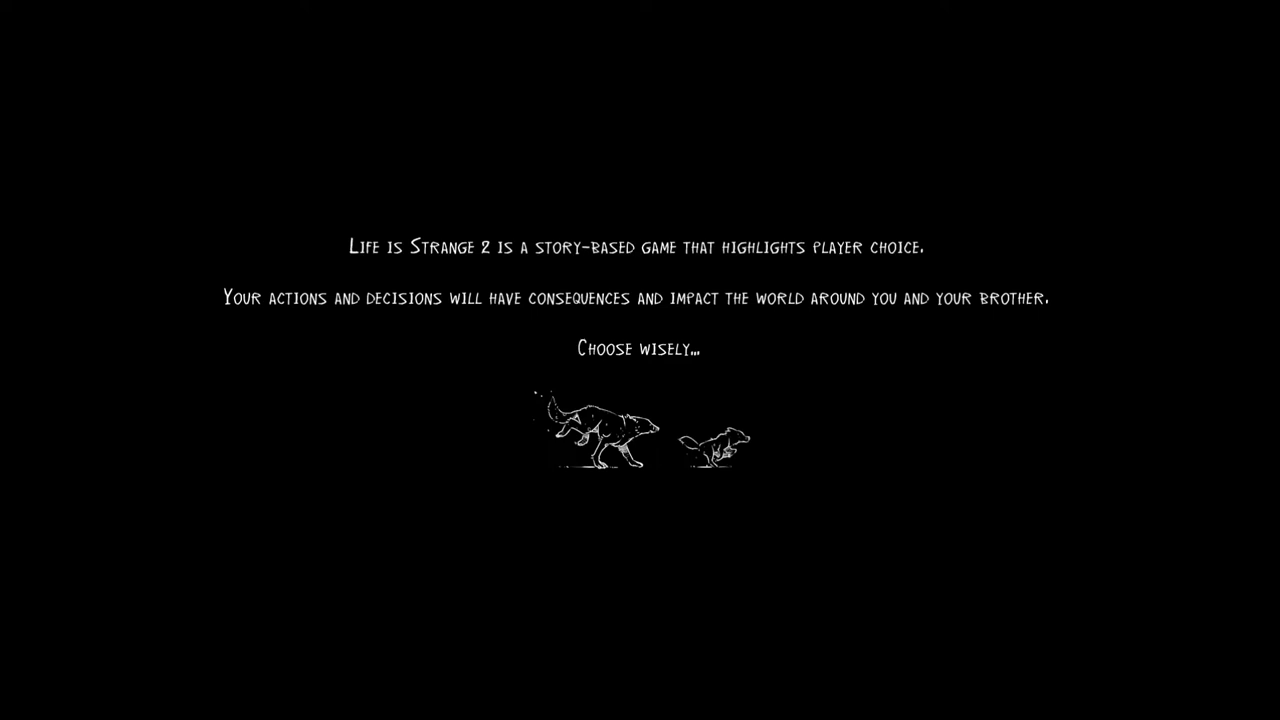 Life is Strange 2 is a story-based game that highlights player choice.
Your actions and decisions will have consequences and impact the world around you and your brother.
Choose wisely...